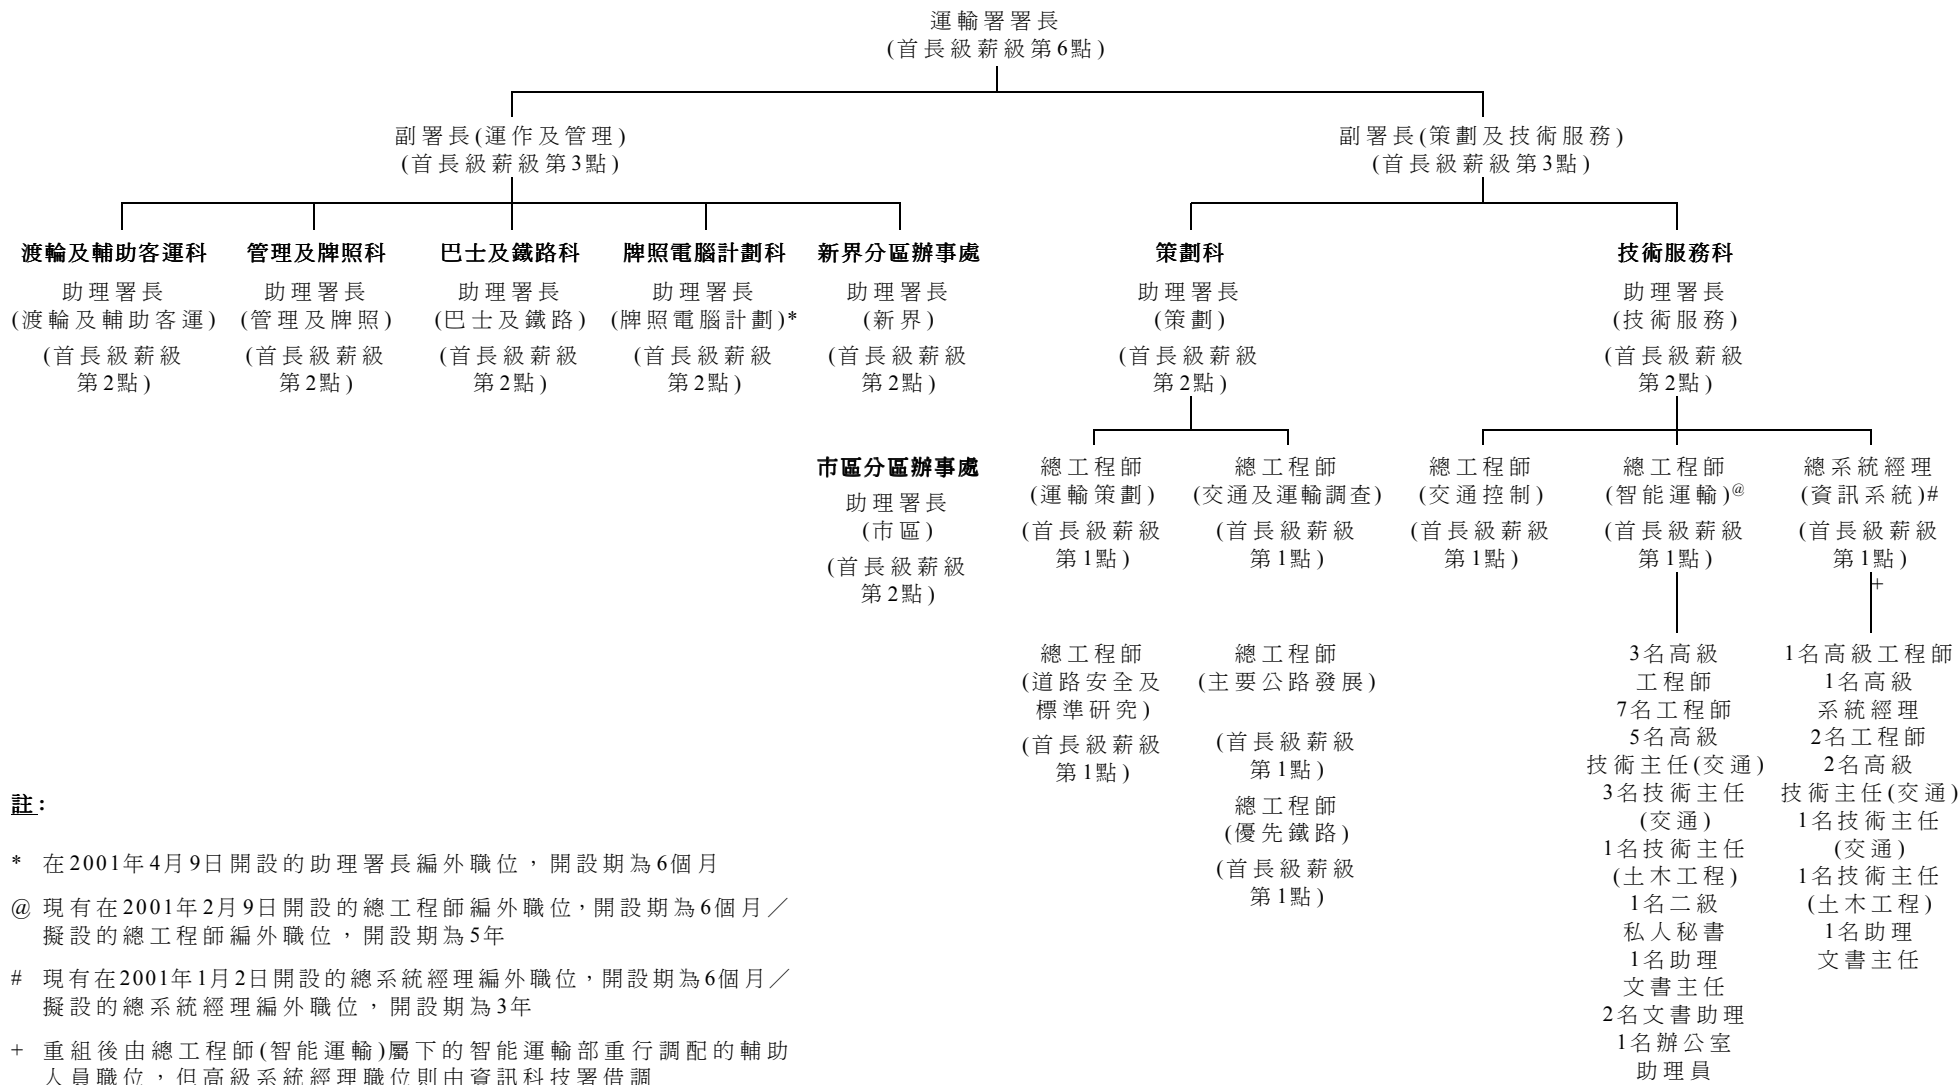 運輸署署長
(首長級薪級第6點)
副署長(運作及管理)
(首長級薪級第3點)
副署長(策劃及技術服務)
(首長級薪級第3點)
渡輪及輔助客運科
助理署長
(渡輪及輔助客運)
(首長級薪級
第2點)
管理及牌照科
助理署長
(管理及牌照)
(首長級薪級
第2點)
巴士及鐵路科
助理署長
(巴士及鐵路)
(首長級薪級
第2點)
牌照電腦計劃科
助理署長
(牌照電腦計劃)*
(首長級薪級
第2點)
新界分區辦事處
助理署長
(新界)
(首長級薪級
第2點)
市區分區辦事處
助理署長
(市區)
(首長級薪級
第2點)
策劃科
助理署長
(策劃)
(首長級薪級
第2點)
總工程師
(運輸策劃)
(首長級薪級
第1點)
總工程師
(道路安全及
標準研究)
(首長級薪級
第1點)
總工程師
(交通及運輸調查)
(首長級薪級
第1點)
總工程師
(主要公路發展)
(首長級薪級
第1點)
總工程師
(優先鐵路)
(首長級薪級
第1點)
技術服務科
助理署長
(技術服務)
(首長級薪級
第2點)
總工程師
(交通控制)
(首長級薪級
第1點)
總工程師
(智能運輸)@
(首長級薪級
第1點)
3名高級
工程師
7名工程師
5名高級
技術主任(交通)
3名技術主任
(交通)
1名技術主任
(土木工程)
1名二級
私人秘書
1名助理
文書主任
2名文書助理
1名辦公室
助理員
總系統經理
(資訊系統)#
(首長級薪級
第1點)
+
1名高級工程師
1名高級
系統經理
2名工程師
2名高級
技術主任(交通)
1名技術主任
(交通)
1名技術主任
(土木工程)
1名助理
文書主任
註:
* 在2001年4月9日開設的助理署長編外職位，開設期為6個月
@ 現有在2001年2月9日開設的總工程師編外職位，開設期為6個月／
擬設的總工程師編外職位，開設期為5年
# 現有在2001年1月2日開設的總系統經理編外職位，開設期為6個月／
擬設的總系統經理編外職位，開設期為3年
+ 重組後由總工程師(智能運輸)屬下的智能運輸部重行調配的輔助
人員職位，但高級系統經理職位則由資訊科技署借調